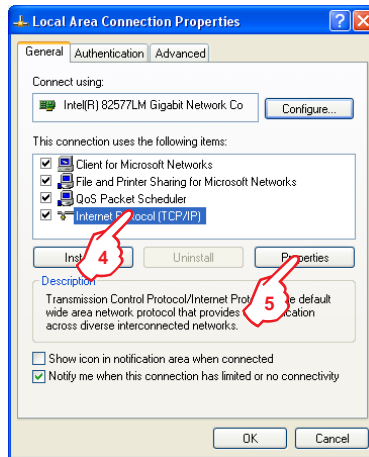 Local Area Connection Properties
General Authentication Advanced
Connect using:
Intel(R) 82577LM Gigabit Network Co
Configure...
This connection uses the following items:
Client for Microsoft Networks
File and Printer Sharing for Microsoft Networks
QoS Packet Scheduler
Internet Protocol (TCP/IP)
Uninstall Properties
4
5
Description
Transmission Control Protocol/Internet default
wide area network protocol that provides
across diverse interconnected networks.
Show icon in notification area when connected
Notify me when this connection has limited or no connectivity
OK Cancel